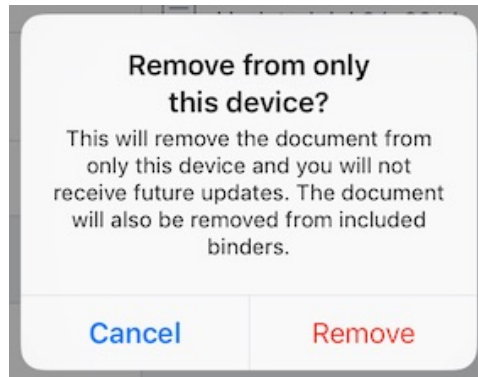 Remove from only
this device?
This will remove the document from
only this device and you will not
receive future updates. The document
will also be removed from included
binders.
Cancel
Remove